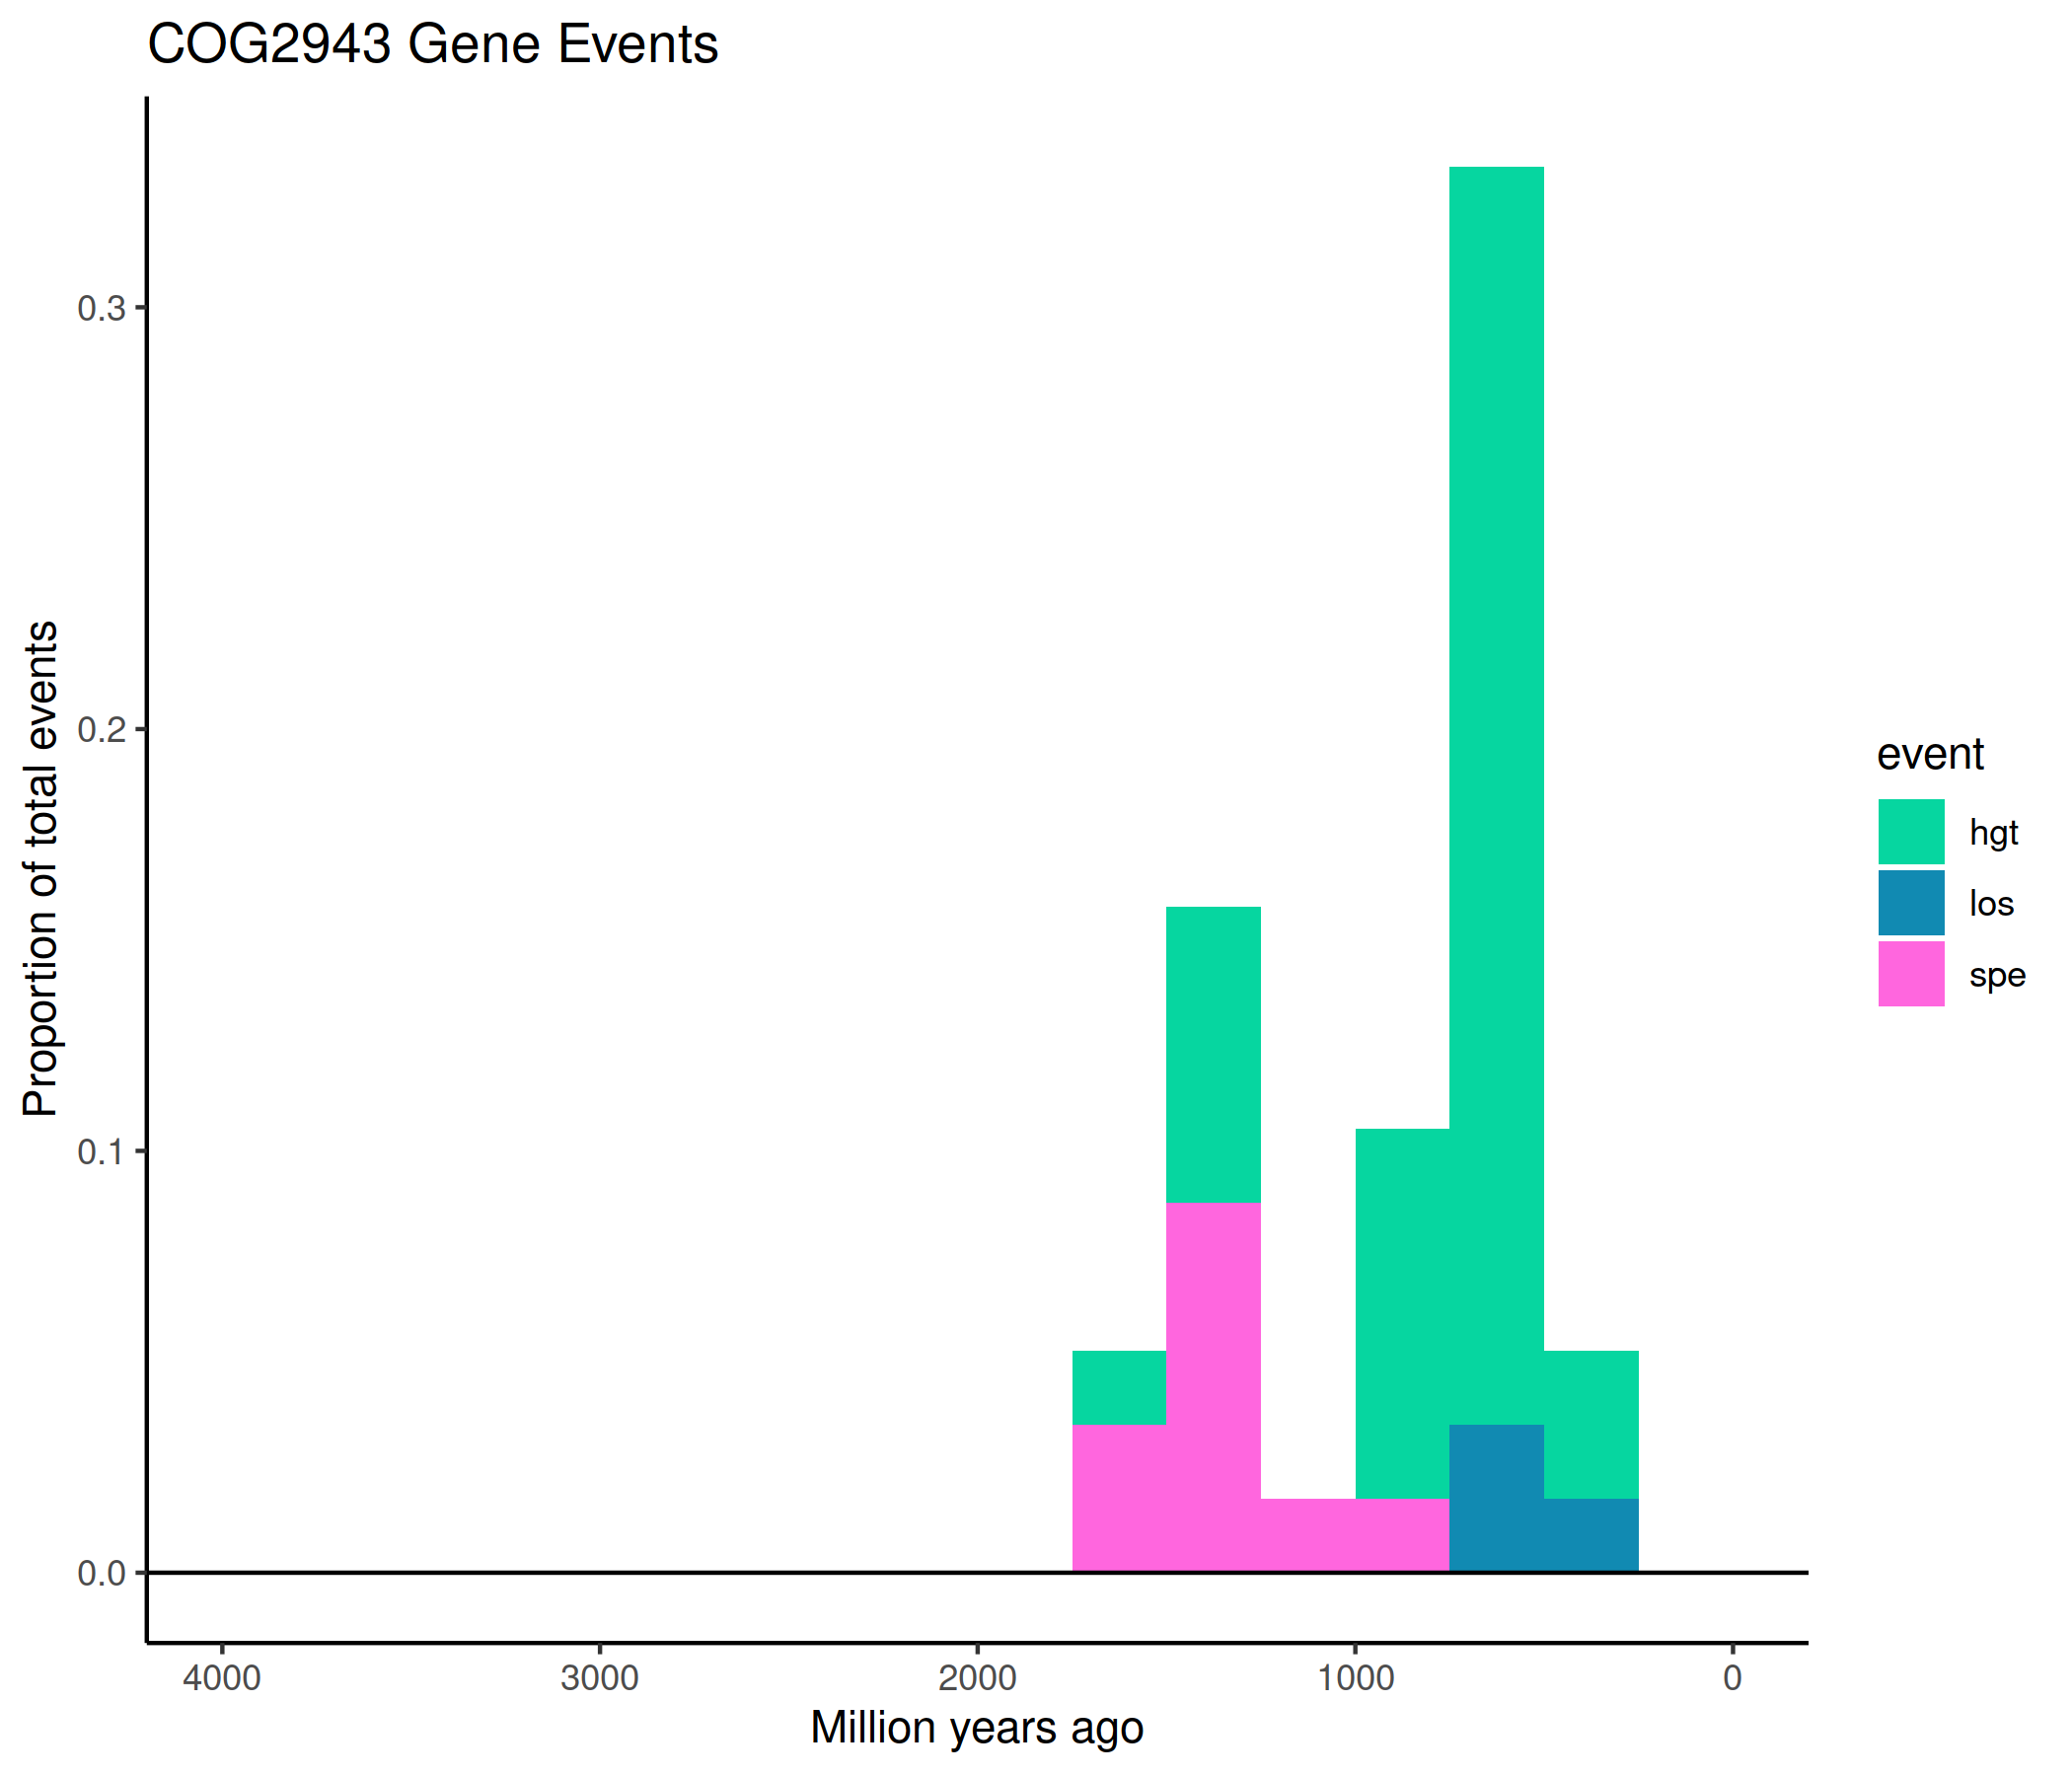 COG2943 Gene Events
Proportion of total events
0.3
0.2
0.1
0.0
4000 3000 2000 1000 0
Million years ago
event
hgt
los
spe